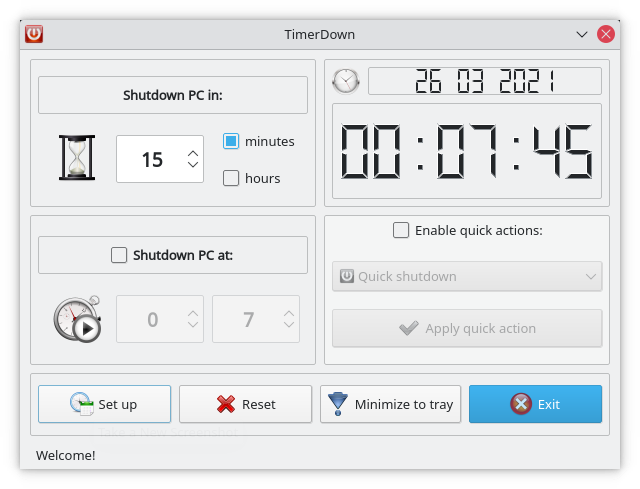 TimerDown
Shutdown PC in:
15
minutes
hours
26 03 2021
00:07:45
Shutdown PC at:
0
7
Enable quick actions:
Quick shutdown
Apply quick action
Set up
Reset
Minimize to tray
Exit
Welcome!